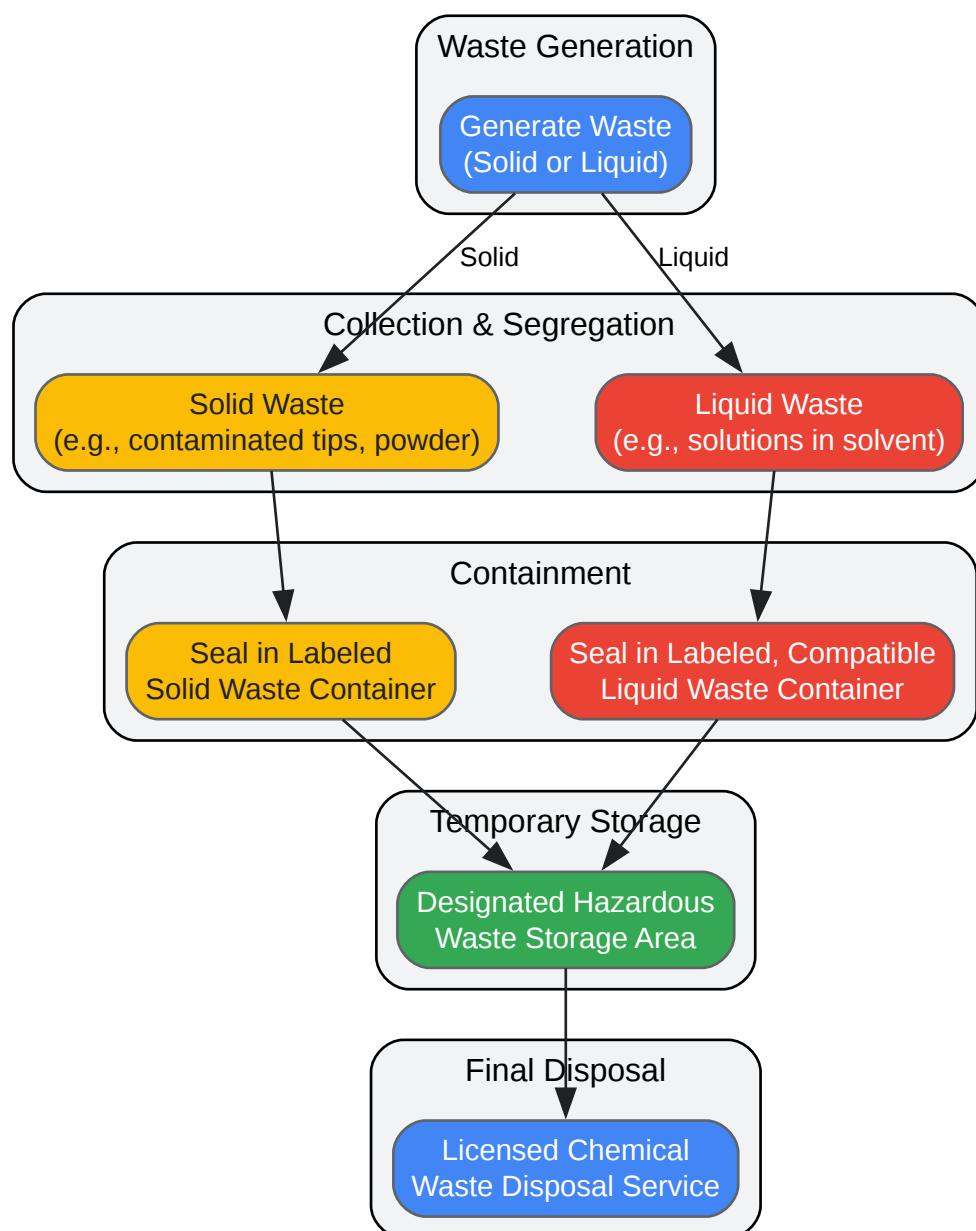 Waste Generation
Generate Waste
(Solid or Liquid)
Solid
Liquid
Collection & Segregation
Solid Waste
(e.g., contaminated tips, powder)
Liquid Waste
(e.g., solutions in solvent)
Containment
Seal in Labeled
Solid Waste Container
Seal in Labeled, Compatible
Liquid Waste Container
Temporary Storage
Designated Hazardous
Waste Storage Area
Final Disposal
Licensed Chemical
Waste Disposal Service